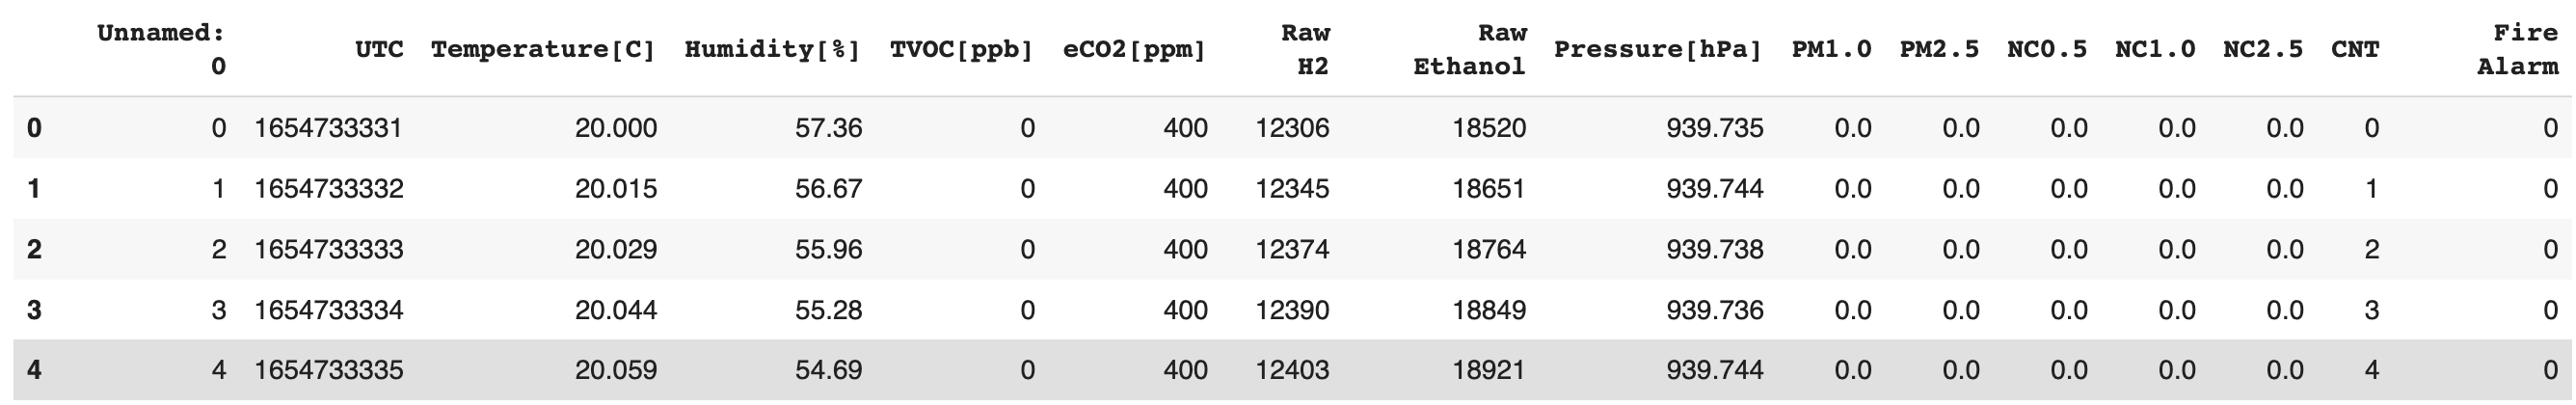 Unnamed: 0 UTC Temperature[C] Humidity[%] TVOC[ppb] eCO2[ppm] Raw H2 Raw Ethanol Pressure[hPa] PM1.0 PM2.5 NC0.5 NC1.0 NC2.5 CNT Fire Alarm
0 0 1654733331 20.000 57.36 0 400 12306 18520 939.735 0.0 0.0 0.0 0.0 0.0 0 0
1 1 1654733332 20.015 56.67 0 400 12345 18651 939.744 0.0 0.0 0.0 0.0 0.0 1 0
2 2 1654733333 20.029 55.96 0 400 12374 18764 939.738 0.0 0.0 0.0 0.0 0.0 2 0
3 3 1654733334 20.044 55.28 0 400 12390 18849 939.736 0.0 0.0 0.0 0.0 0.0 3 0
4 4 1654733335 20.059 54.69 0 400 12403 18921 939.744 0.0 0.0 0.0 0.0 0.0 4 0